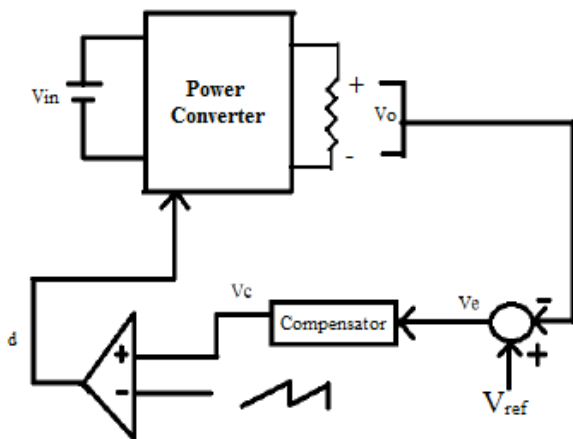 Power
Converter
Vin
+
Vo
-
Vc
Compensator
Ve
-
+
Vref
d
+
-